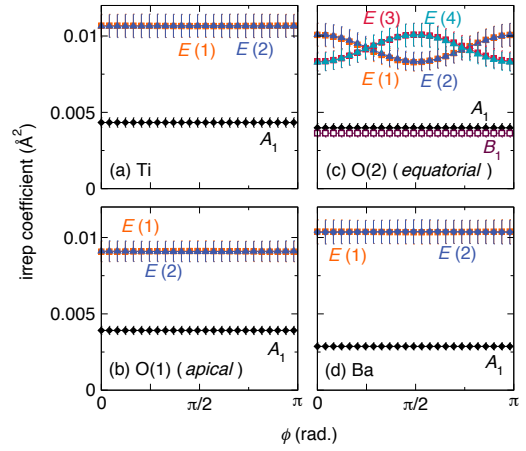 irrep coefficient (Å²)
0.01
0.005
0
E (1)
E (2)
A₁
(a) Ti
E (3)
E (4)
E (1)
E (2)
A₁
B₁
(c) O(2) ( equatorial )
0.01
0.005
0
E (1)
E (2)
A₁
(b) O(1) ( apical )
E (1)
E (2)
A₁
(d) Ba
0
π/2
π
0
π/2
π
ϕ (rad.)